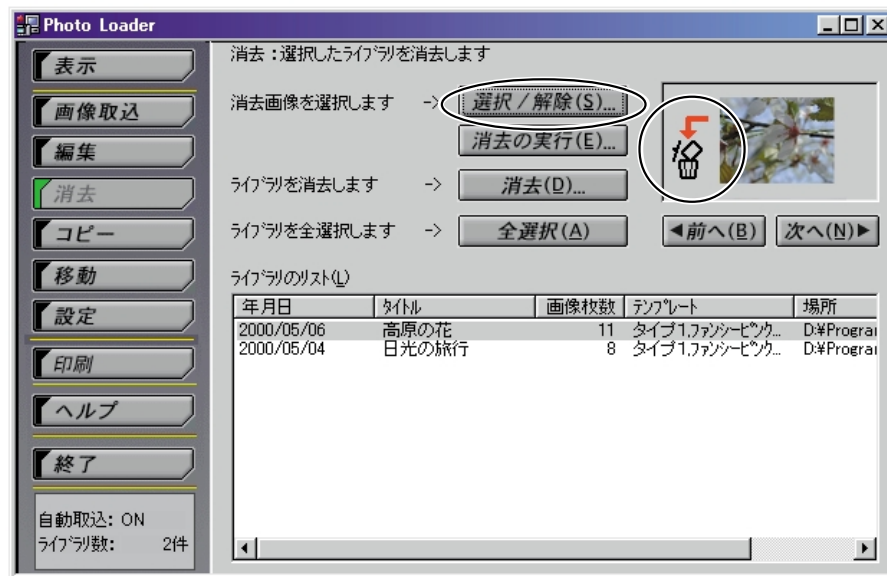 Photo Loader
表示
画像取込
編集
消去
コピー
移動
設定
印刷
ヘルプ
終了
自動取込: ON
ﾗｲﾌﾞﾗﾘ数: 2件
消去：選択したﾗｲﾌﾞﾗﾘを消去します
消去画像を選択します -> 選択／解除(S)...
消去の実行(E)...
ﾗｲﾌﾞﾗﾘを消去します -> 消去(D)...
ﾗｲﾌﾞﾗﾘを全選択します -> 全選択(A)
◀前へ(B) 次へ(N)▶
ﾗｲﾌﾞﾗﾘのﾘｽﾄ(L)
年月日 ﾀｲﾄﾙ 画像枚数 ﾃﾝﾌﾟﾚｰﾄ 場所
2000/05/06 高原の花 11 タイプ1,ﾌｧﾝｼｰﾋﾟﾝｸ... D:¥Program
2000/05/04 日光の旅行 8 タイプ1,ﾌｧﾝｼｰﾋﾟﾝｸ... D:¥Program